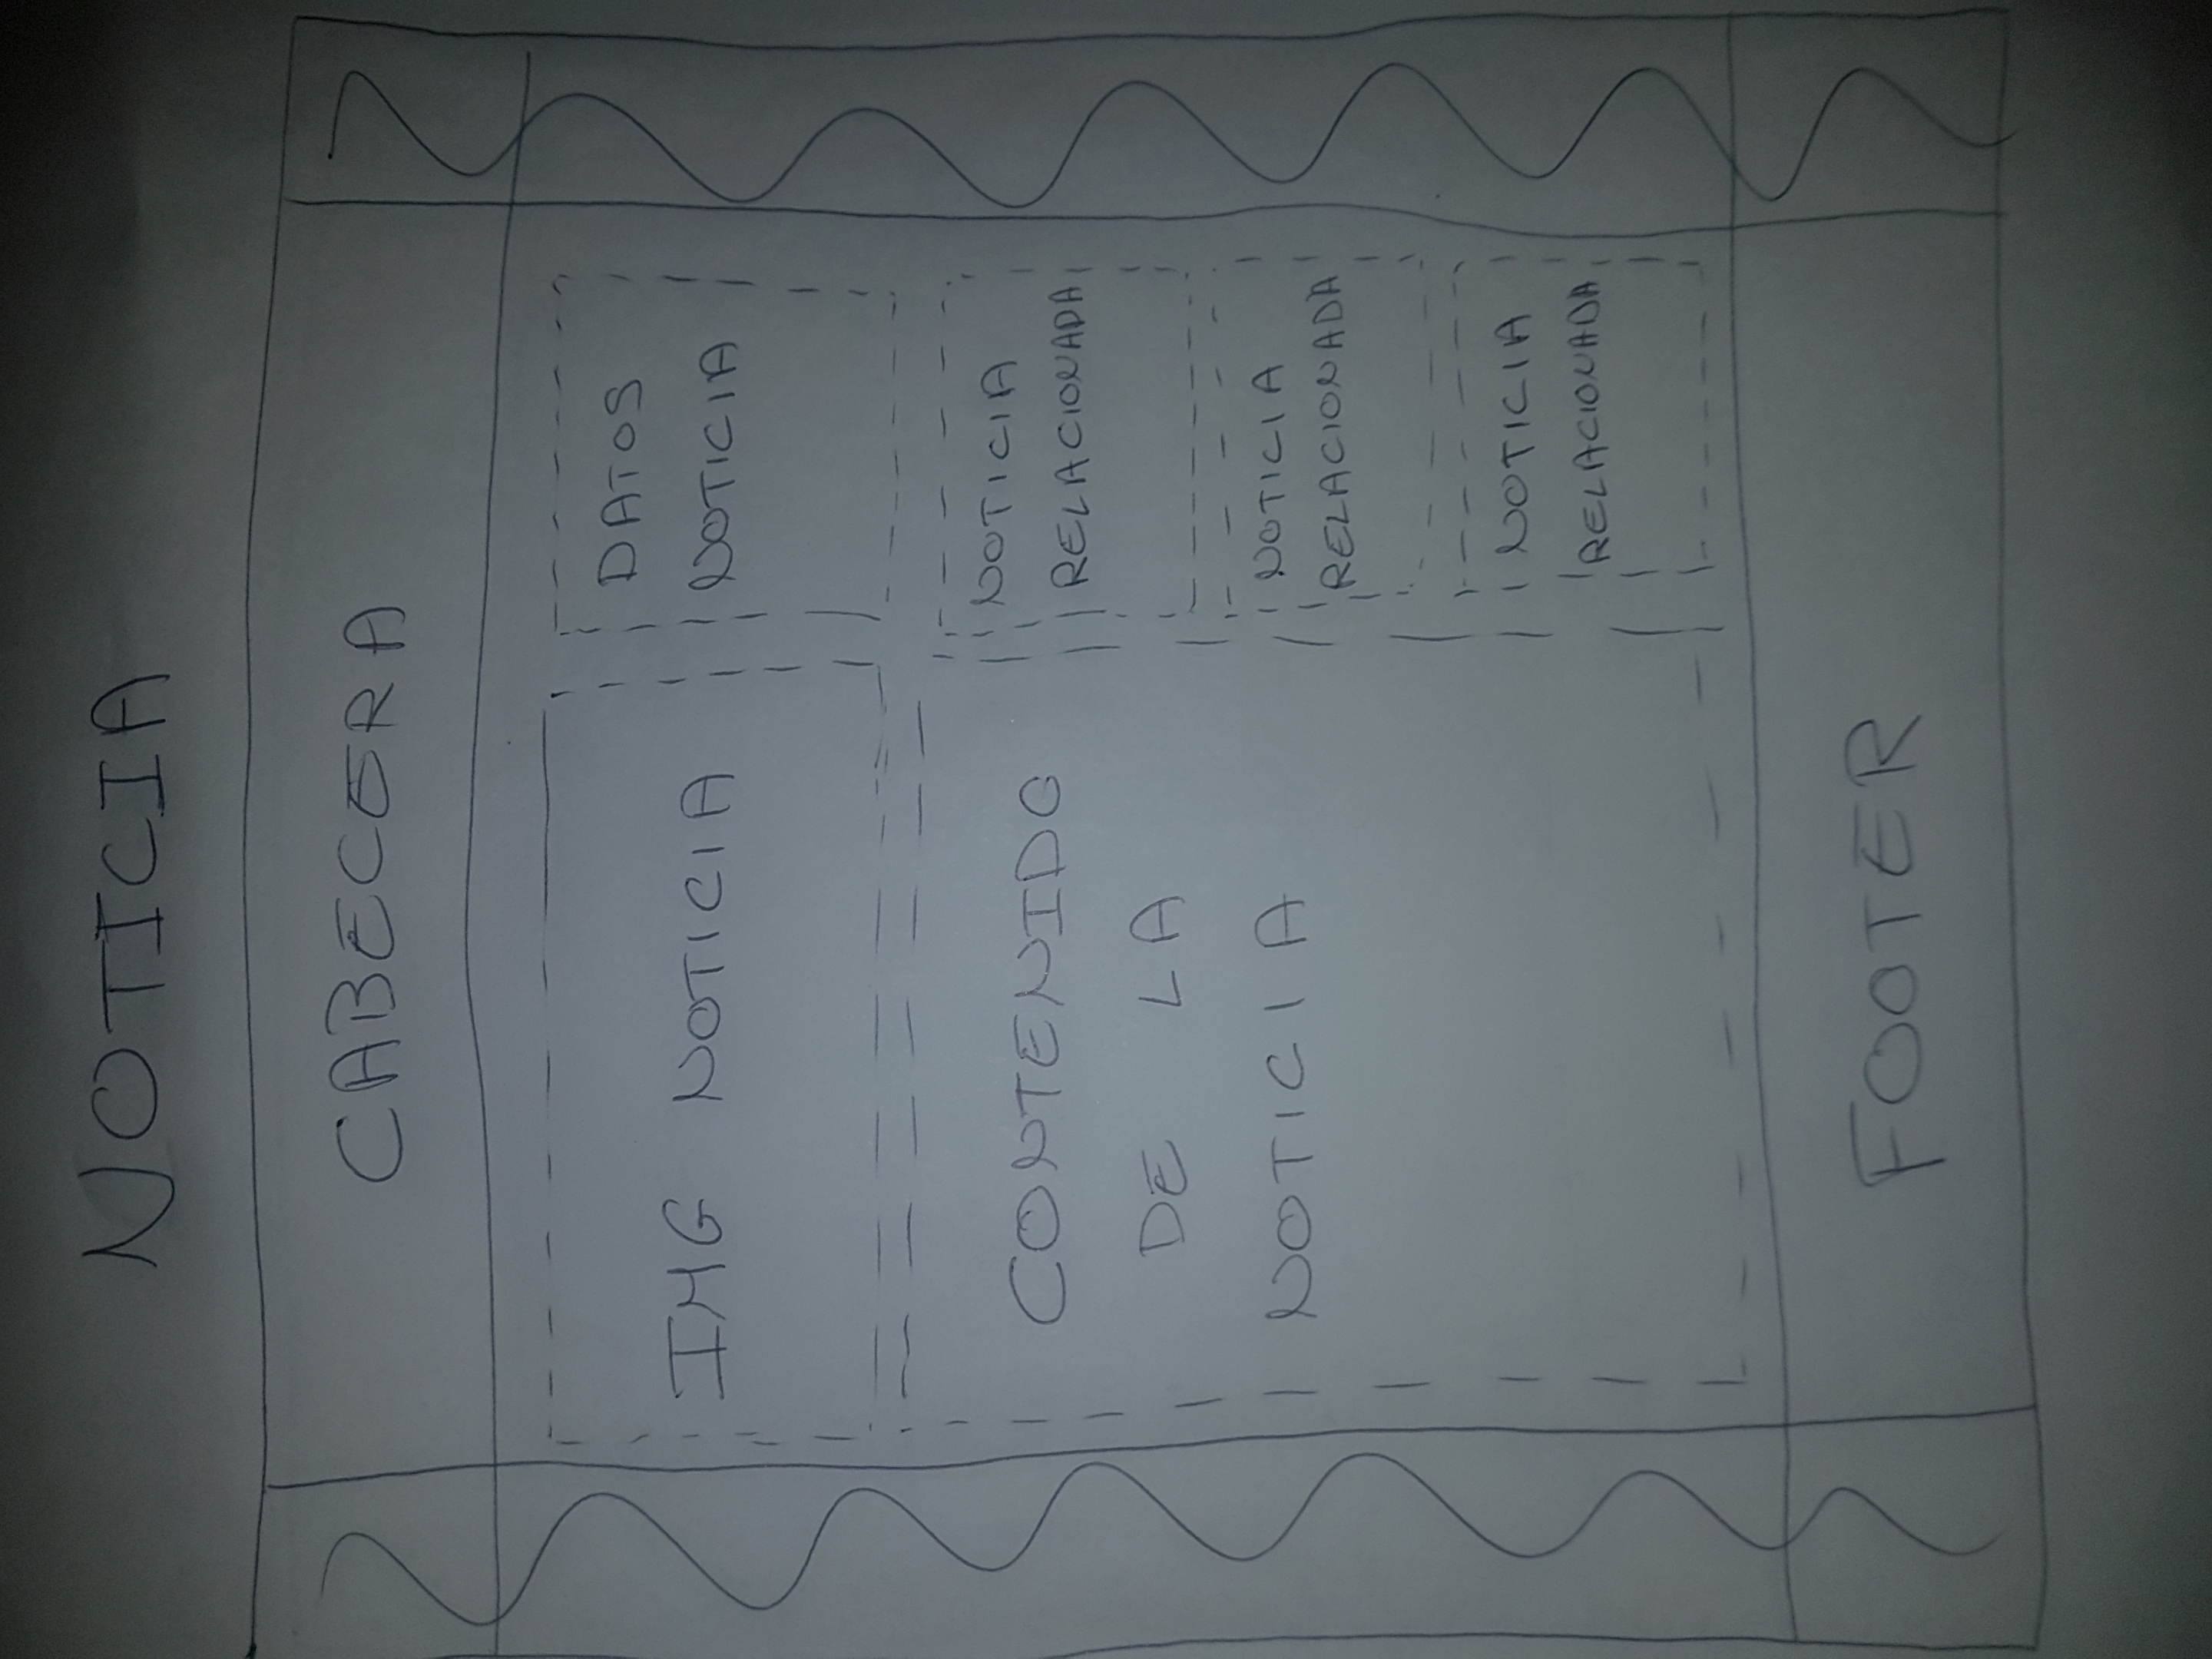 NOTICIA
CABECERA
IMG NOTICIA
DATOS
NOTICIA
CONTENIDO
DE LA
NOTICIA
NOTICIA
RELACIONADA
NOTICIA
RELACIONADA
NOTICIA
RELACIONADA
FOOTER